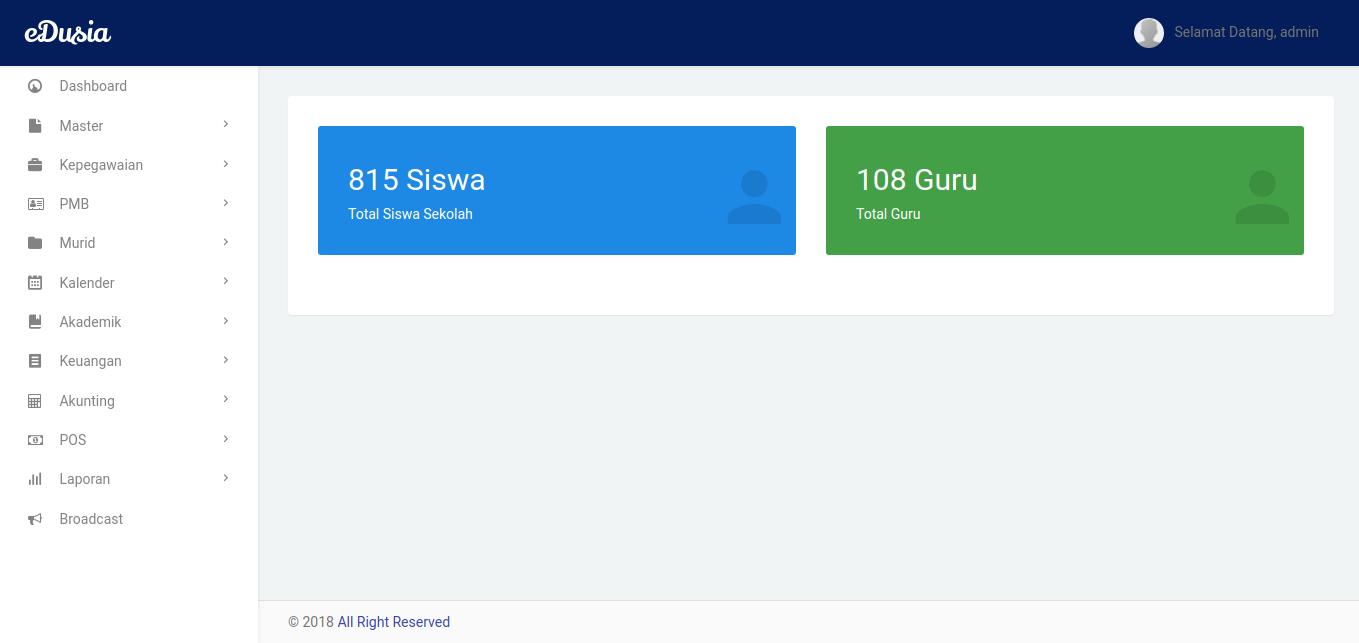 eDusia
Selamat Datang, admin
Dashboard
Master
Kepegawaian
PMB
Murid
Kalender
Akademik
Keuangan
Akunting
POS
Laporan
Broadcast
815 Siswa
Total Siswa Sekolah
108 Guru
Total Guru
© 2018 All Right Reserved